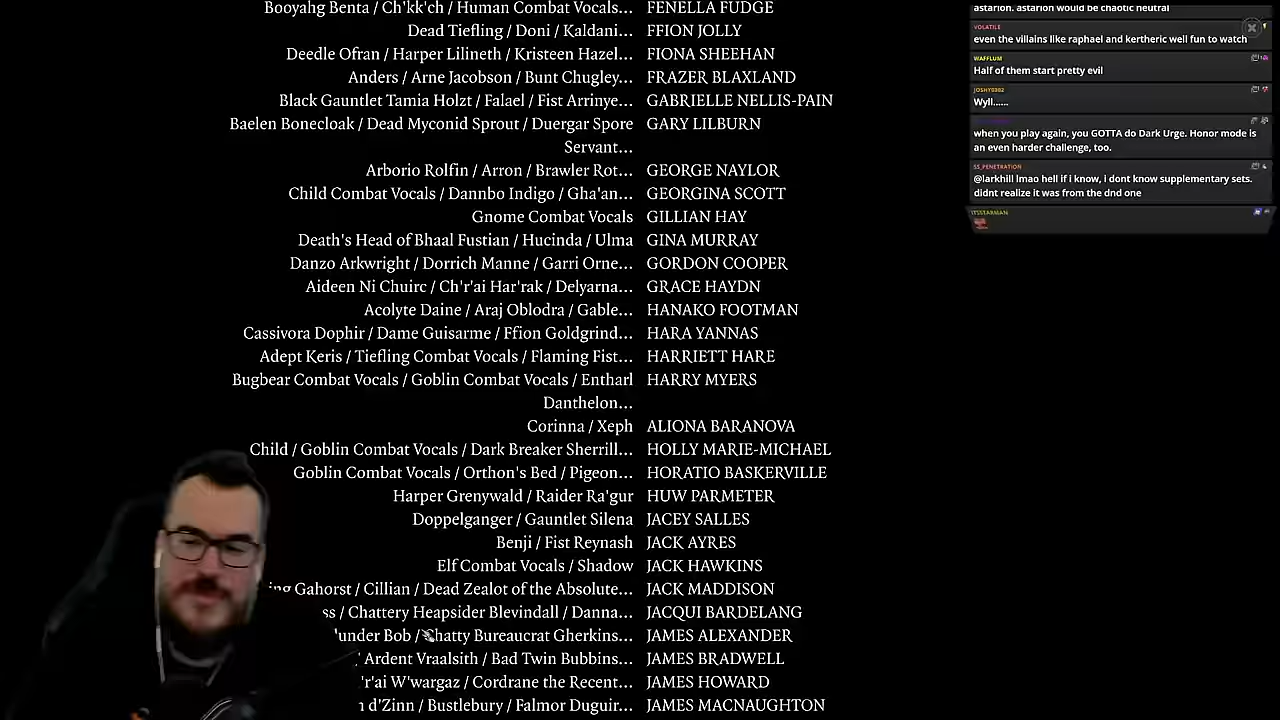 Booyahg Benta / Ch'kk'ch / Human Combat Vocals... FENELLA FUDGE
Dead Tiefling / Doni / Kaldani... FFION JOLLY
Deedle Ofran / Harper Lilineth / Kristeen Hazel... FIONA SHEEHAN
Anders / Arne Jacobson / Bunt Chugley... FRAZER BLAXLAND
Black Gauntlet Tamia Holzt / Falael / Fist Arrinye... GABRIELLE NELLIS-PAIN
Baelen Bonecloak / Dead Myconid Sprout / Duergar Spore GARY LILBURN
Servant...
Arborio Rolfin / Arron / Brawler Rot... GEORGE NAYLOR
Child Combat Vocals / Dannbo Indigo / Gha'an... GEORGINA SCOTT
Gnome Combat Vocals GILLIAN HAY
Death's Head of Bhaal Fustian / Hucinda / Ulma GINA MURRAY
Danzo Arkwright / Dorrich Manne / Garri Orne... GORDON COOPER
Aideen Ni Chuirc / Ch'r'ai Har'rak / Delyarna... GRACE HAYDN
Acolyte Daine / Araj Oblodra / Gable... HANAKO FOOTMAN
Cassivora Dophir / Dame Guisarme / Ffion Goldgrind... HARA YANNAS
Adept Keris / Tiefling Combat Vocals / Flaming Fist... HARRIETT HARE
Bugbear Combat Vocals / Goblin Combat Vocals / Entharl HARRY MYERS
Danthelon...
Corinna / Xeph ALIONA BARANOVA
Child / Goblin Combat Vocals / Dark Breaker Sherrill... HOLLY MARIE-MICHAEL
Goblin Combat Vocals / Orthon's Bed / Pigeon... HORATIO BASKERVILLE
Harper Grenywald / Raider Ra'gur HUW PARMETER
Doppelganger / Gauntlet Silena JACEY SALLES
Benji / Fist Reynash JACK AYRES
Elf Combat Vocals / Shadow JACK HAWKINS
Gahorst / Cillian / Dead Zealot of the Absolute... JACK MADDISON
/ Chattery Heapsider Blevindall / Danna... JACQUI BARDELANG
Bob / Chatty Bureaucrat Gherkins... JAMES ALEXANDER
Ardent Vraalsith / Bad Twin Bubbins... JAMES BRADWELL
W'wargaz / Cordrane the Recent... JAMES HOWARD
d'Zinn / Bustlebury / Falmor Duguir... JAMES MACNAUGHTON
astarion. astarion would be chaotic neutral
VOLATILE
even the villains like raphael and kertheric well fun to watch
WAFFLUM
Half of them start pretty evil
JOSHY0302
Wyll......
when you play again, you GOTTA do Dark Urge. Honor mode is
an even harder challenge, too.
SS_PENETRATION
@larkhill lmao hell if i know, i dont know supplementary sets.
didnt realize it was from the dnd one
ITSSTARMAN